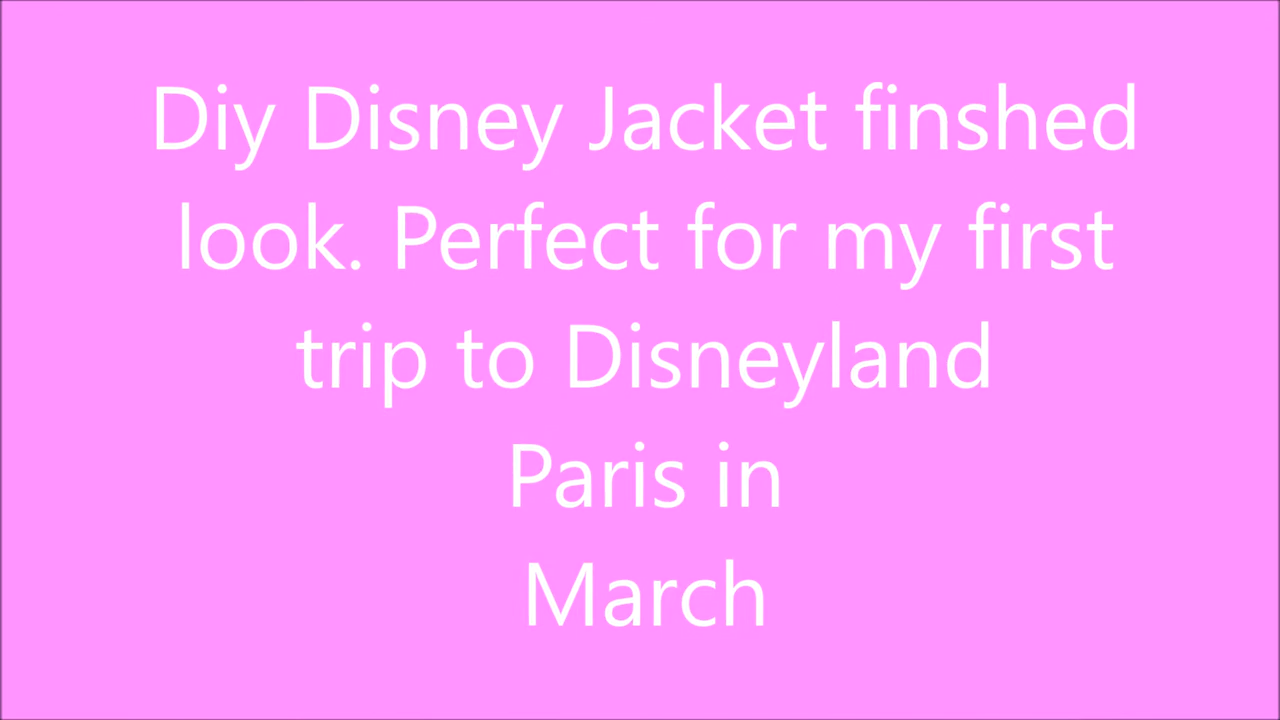 Diy Disney Jacket finshed
look. Perfect for my first
trip to Disneyland
Paris in
March